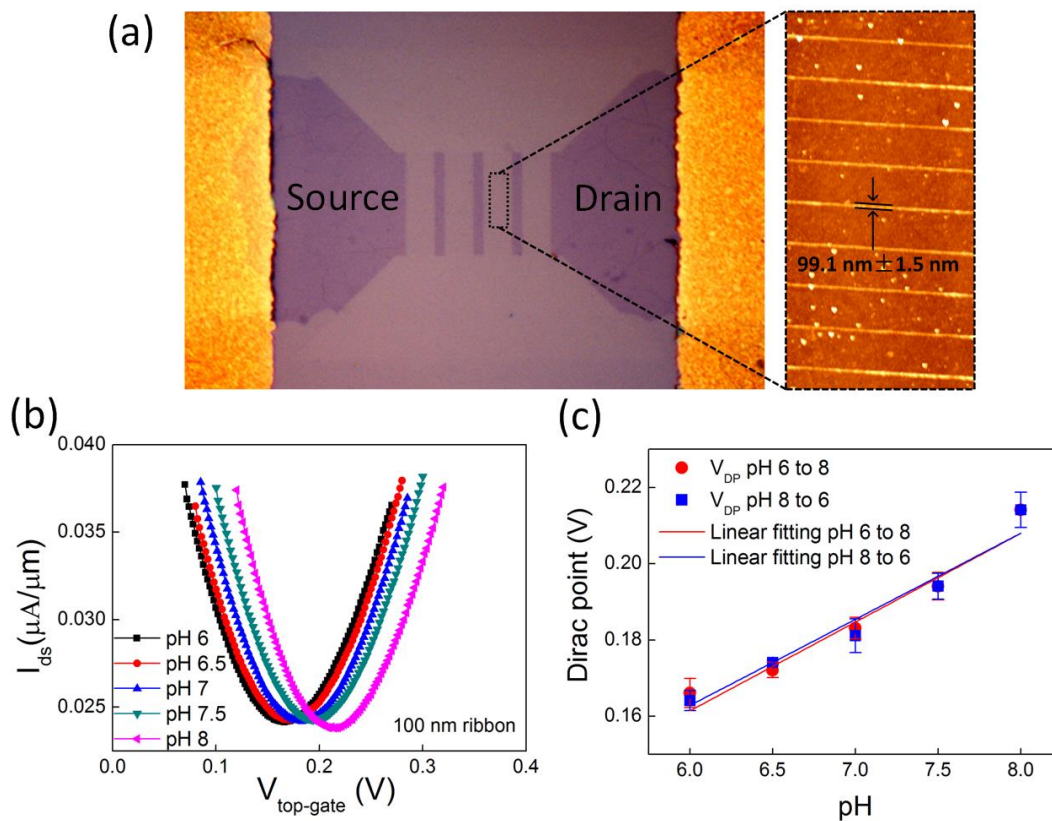 (a)
Source
Drain
99.1 nm ± 1.5 nm
(b)
0.040
0.035
0.030
0.025
I_ds (μA/μm)
pH 6
pH 6.5
pH 7
pH 7.5
pH 8
100 nm ribbon
0.0 0.1 0.2 0.3 0.4
V_top-gate (V)
(c)
V_DP pH 6 to 8
V_DP pH 8 to 6
Linear fitting pH 6 to 8
Linear fitting pH 8 to 6
0.22
0.20
0.18
0.16
Dirac point (V)
6.0 6.5 7.0 7.5 8.0
pH